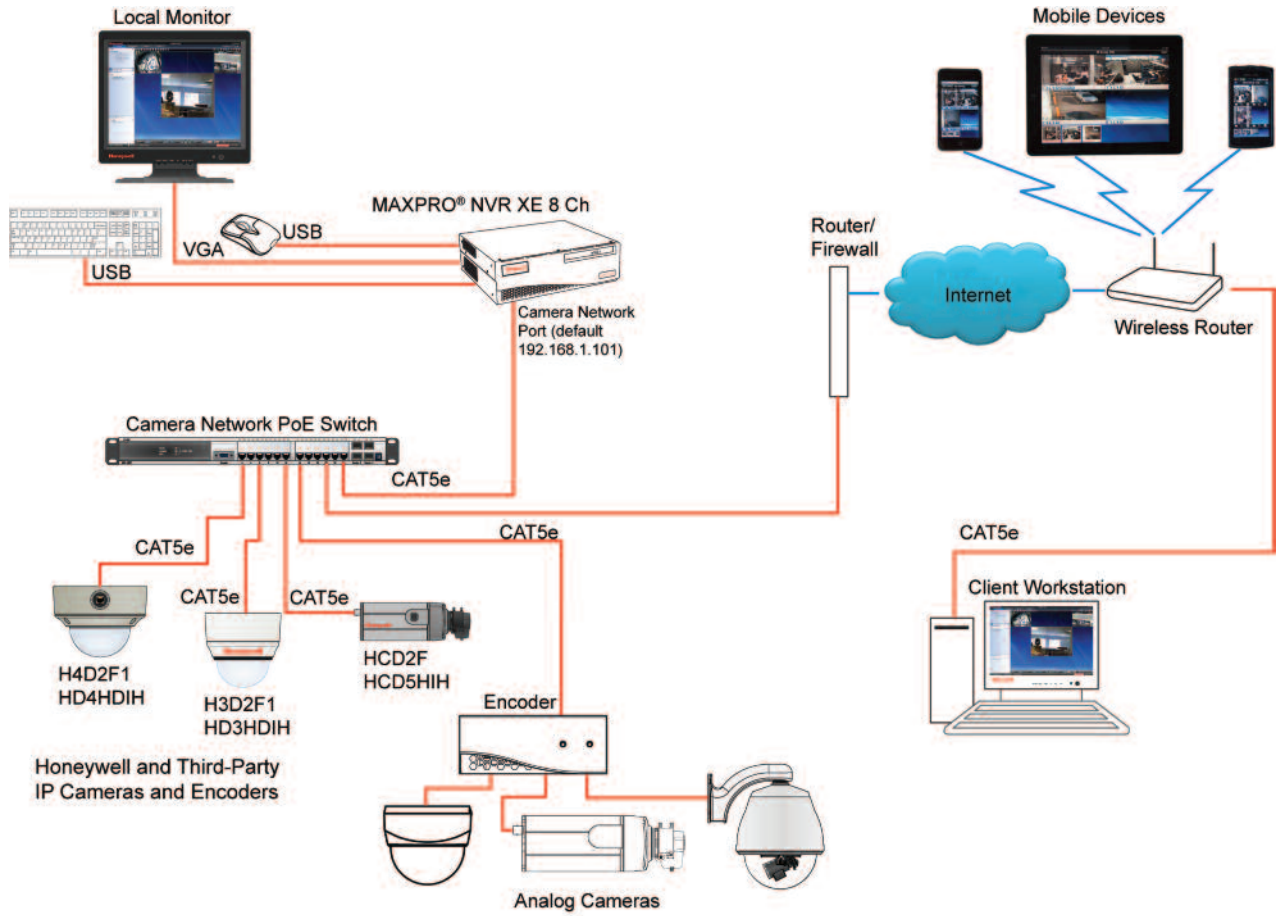 Local Monitor
Mobile Devices
Honeywell
MAXPRO® NVR XE 8 Ch
USB
VGA
USB
Router/
Firewall
Internet
Wireless Router
Camera Network
Port (default
192.168.1.101)
Camera Network PoE Switch
CAT5e
CAT5e
CAT5e
CAT5e
CAT5e
CAT5e
Client Workstation
H4D2F1
HD4HDIH
H3D2F1
HD3HDIH
HCD2F
HCD5HIH
Encoder
Honeywell and Third-Party
IP Cameras and Encoders
Analog Cameras